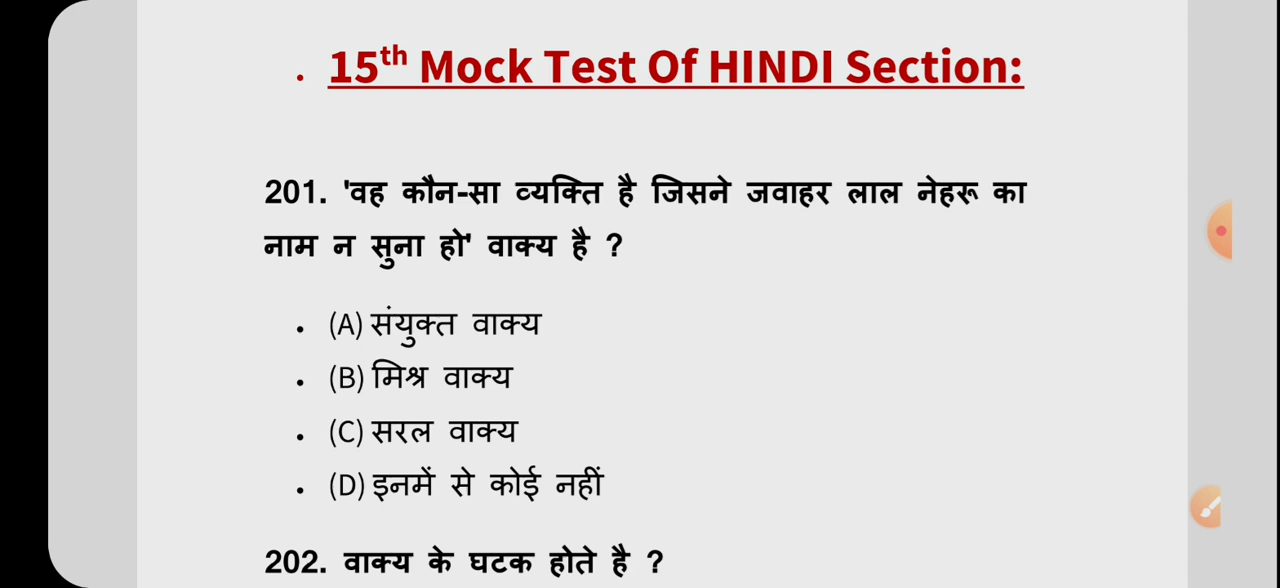 . 15th Mock Test Of HINDI Section:
201. 'वह कौन-सा व्यक्ति है जिसने जवाहर लाल नेहरू का
नाम न सुना हो' वाक्य है ?
• (A) संयुक्त वाक्य
• (B) मिश्र वाक्य
• (C) सरल वाक्य
• (D) इनमें से कोई नहीं
202. वाक्य के घटक होते है ?